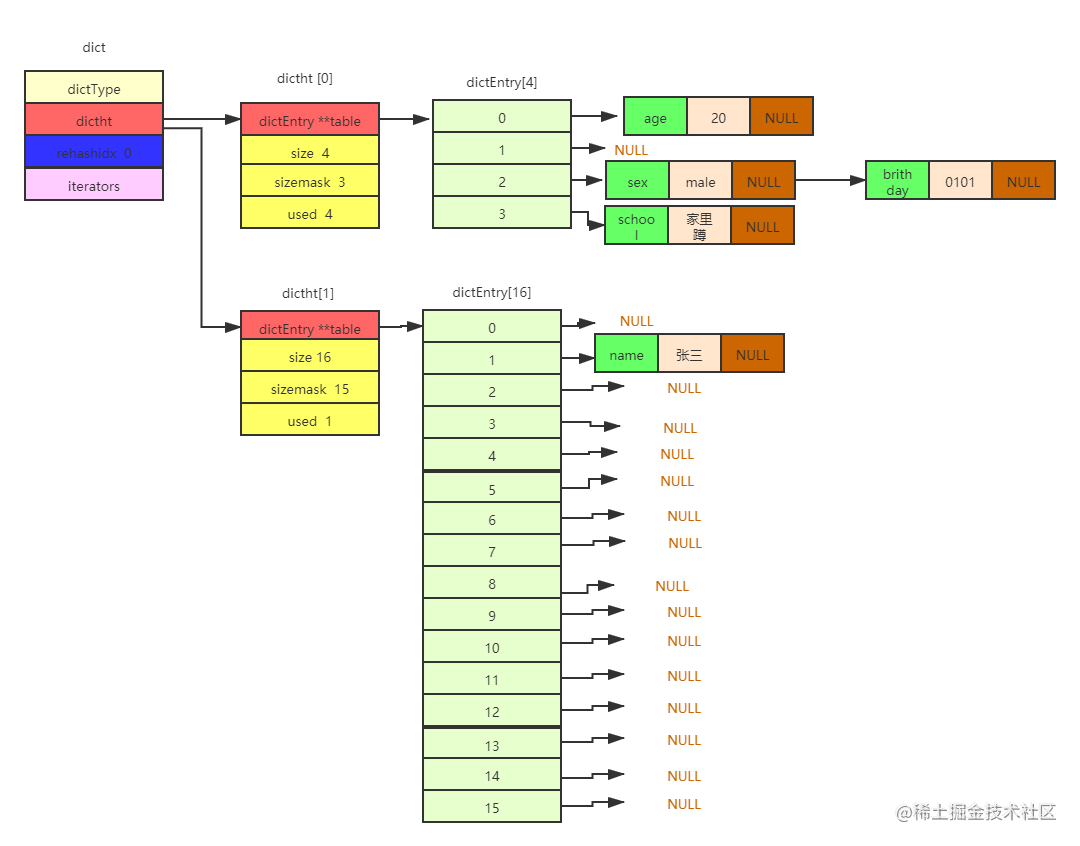 dict
dictType
dictht
rehashidx 0
iterators
dictht [0]
dictEntry **table
size 4
sizemask 3
used 4
dictEntry[4]
0
1
2
3
age
20
NULL
NULL
sex
male
NULL
brith
day
0101
NULL
schoo
l
家里
蹲
NULL
dictht[1]
dictEntry **table
size 16
sizemask 15
used 1
dictEntry[16]
0
NULL
1
name
张三
NULL
2
NULL
3
NULL
4
NULL
5
NULL
6
NULL
7
NULL
8
NULL
9
NULL
10
NULL
11
NULL
12
NULL
13
NULL
14
NULL
15
NULL
@稀土掘金技术社区